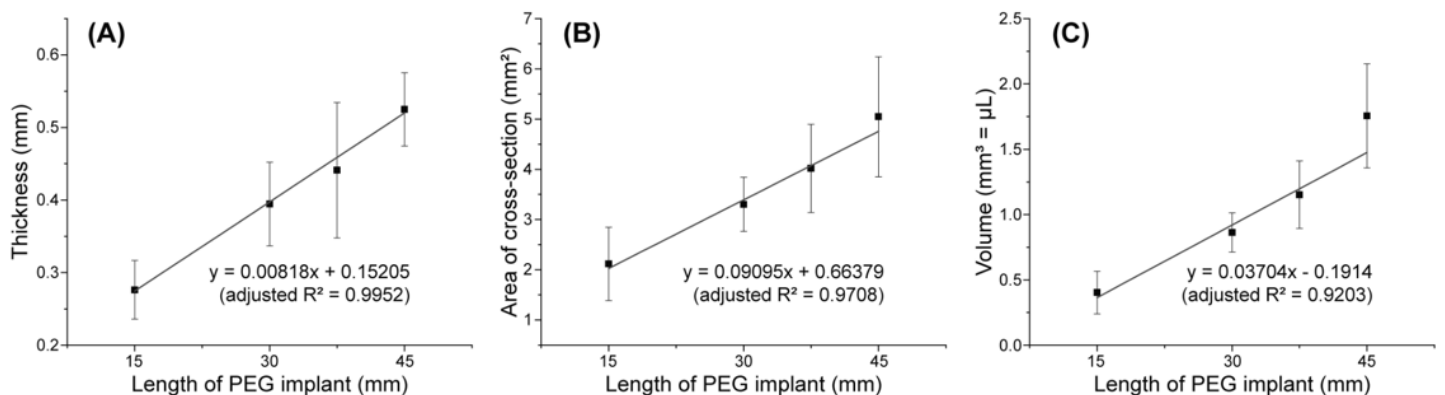 (A)
Thickness (mm)
0.6
0.5
0.4
0.3
0.2
y = 0.00818x + 0.15205
(adjusted R² = 0.9952)
15
30
45
Length of PEG implant (mm)
(B)
Area of cross-section (mm²)
7
6
5
4
3
2
1
y = 0.09095x + 0.66379
(adjusted R² = 0.9708)
15
30
45
Length of PEG implant (mm)
(C)
Volume (mm³ = µL)
2.5
2.0
1.5
1.0
0.5
0.0
y = 0.03704x - 0.1914
(adjusted R² = 0.9203)
15
30
45
Length of PEG implant (mm)